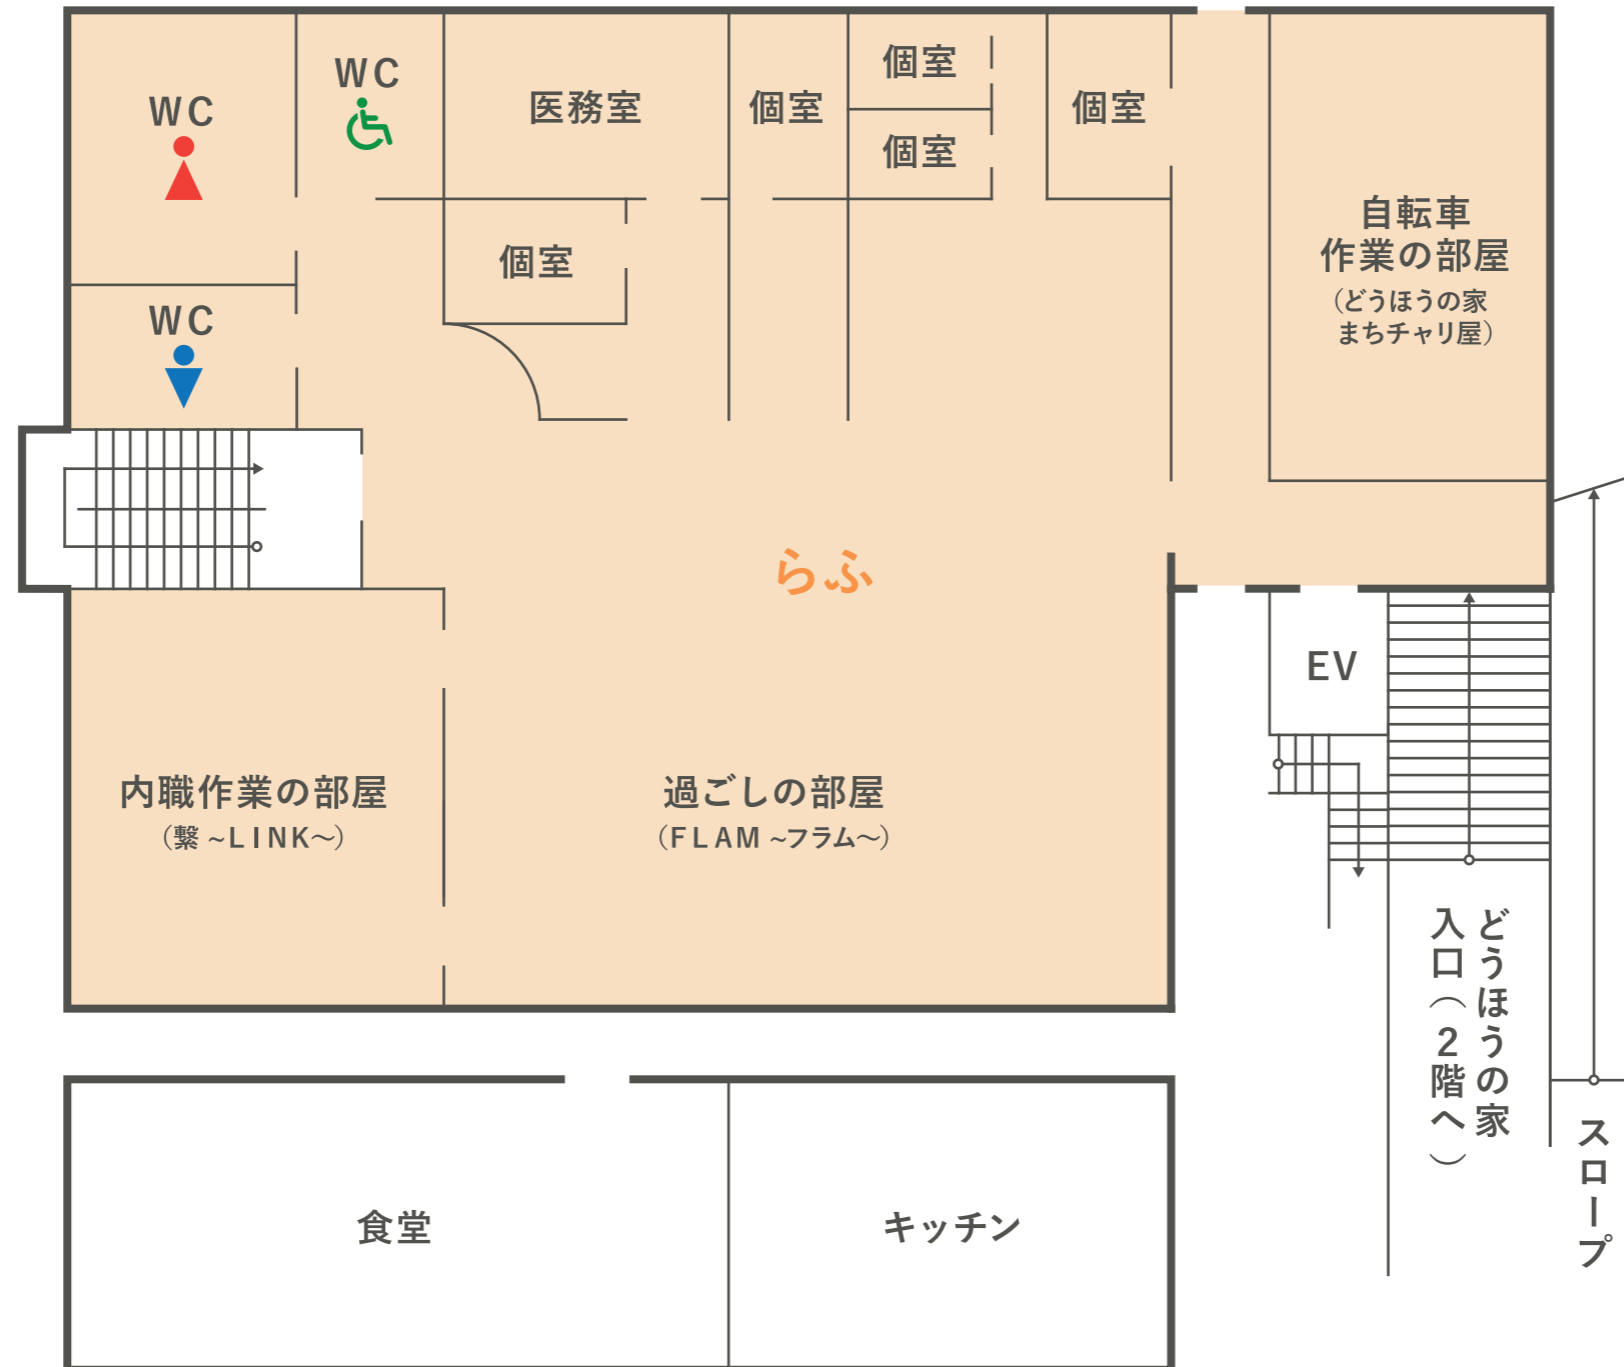 WC
WC
医務室
個室
個室
個室
個室
自転車
作業の部屋
（どうほうの家
まちチャリ屋）
個室
WC
らふ
EV
内職作業の部屋
（繋 ~LINK～）
過ごしの部屋
（FLAM ~フラム～）
どうほうの家
入口（2階へ）
スロープ
食堂
キッチン